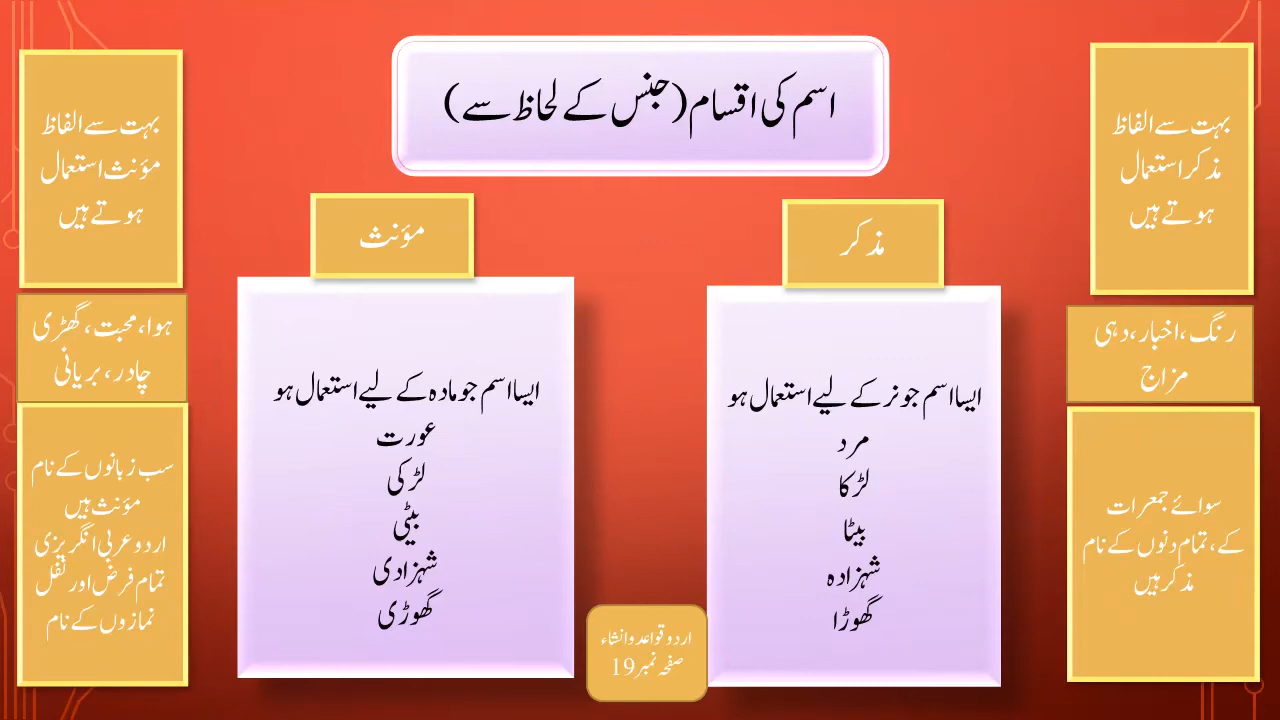 اسم کی اقسام (جنس کے لحاظ سے)
بہت سے الفاظ
مذکر استعمال
ہوتے ہیں
رنگ، اخبار، دہی
مزاج
سوائے جمعرات
کے، تمام دنوں کے نام
مذکر ہیں
مذکر
ایسا اسم جو نر کے لیے استعمال ہو
مرد
لڑکا
بیٹا
شہزادہ
گھوڑا
مؤنث
ایسا اسم جو مادہ کے لیے استعمال ہو
عورت
لڑکی
بیٹی
شہزادی
گھوڑی
بہت سے الفاظ
مؤنث استعمال
ہوتے ہیں
ہوا، محبت، گھڑی
چادر، بریانی
سب زبانوں کے نام
مؤنث ہیں
اردو عربی انگریزی
تمام فرض اور نفل
نمازوں کے نام
اردو قواعد و انشاء
صفحہ نمبر 19